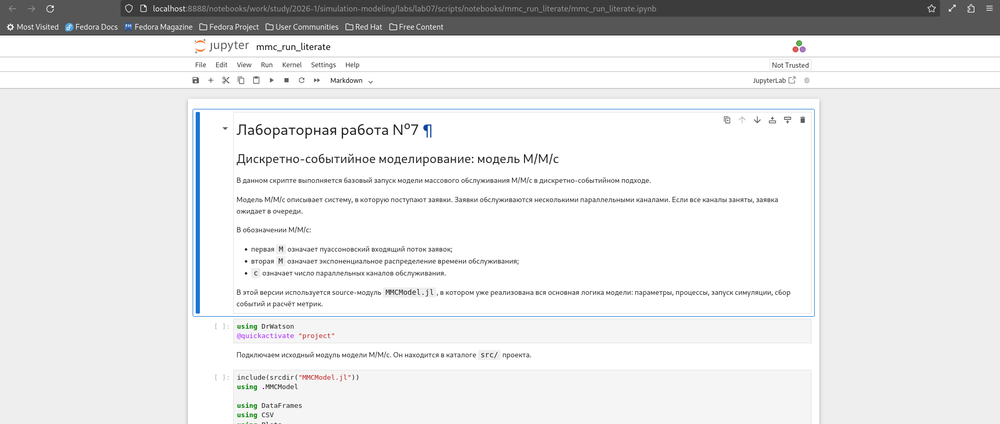 localhost:8888/notebooks/work/study/2026-1/simulation-modeling/labs/lab07/scripts/notebooks/mmc_run_literate/mmc_run_literate.ipynb
Most Visited Fedora Docs Fedora Magazine Fedora Project User Communities Red Hat Free Content
jupyter mmc_run_literate
File Edit View Run Kernel Settings Help Not Trusted
Markdown JupyterLab
Лабораторная работа №7 ¶
Дискретно-событийное моделирование: модель M/M/c
В данном скрипте выполняется базовый запуск модели массового обслуживания M/M/c в дискретно-событийном подходе.
Модель M/M/c описывает систему, в которую поступают заявки. Заявки обслуживаются несколькими параллельными каналами. Если все каналы заняты, заявка
ожидает в очереди.
В обозначении M/M/c:
• первая M означает пуассоновский входящий поток заявок;
• вторая M означает экспоненциальное распределение времени обслуживания;
• c означает число параллельных каналов обслуживания.
В этой версии используется source-модуль MMCModel.jl, в котором уже реализована вся основная логика модели: параметры, процессы, запуск симуляции, сбор
событий и расчёт метрик.
[ ]: using DrWatson
@quickactivate "project"
Подключаем исходный модуль модели M/M/c. Он находится в каталоге src/ проекта.
[ ]: include(srcdir("MMCModel.jl"))
using .MMCModel
using DataFrames
using CSV
using Plots